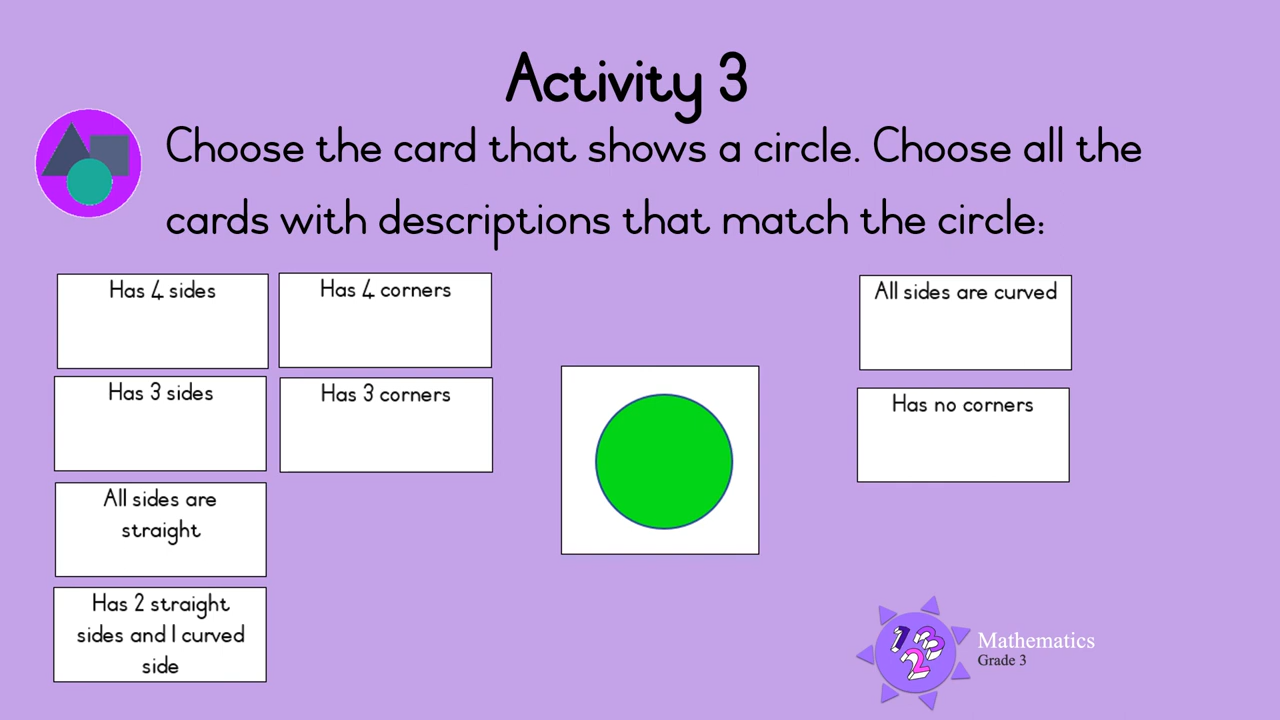 Activity 3
Choose the card that shows a circle. Choose all the
cards with descriptions that match the circle:
Has 4 sides
Has 4 corners
All sides are curved
Has 3 sides
Has 3 corners
Has no corners
All sides are
straight
Has 2 straight
sides and 1 curved
side
123
Mathematics
Grade 3